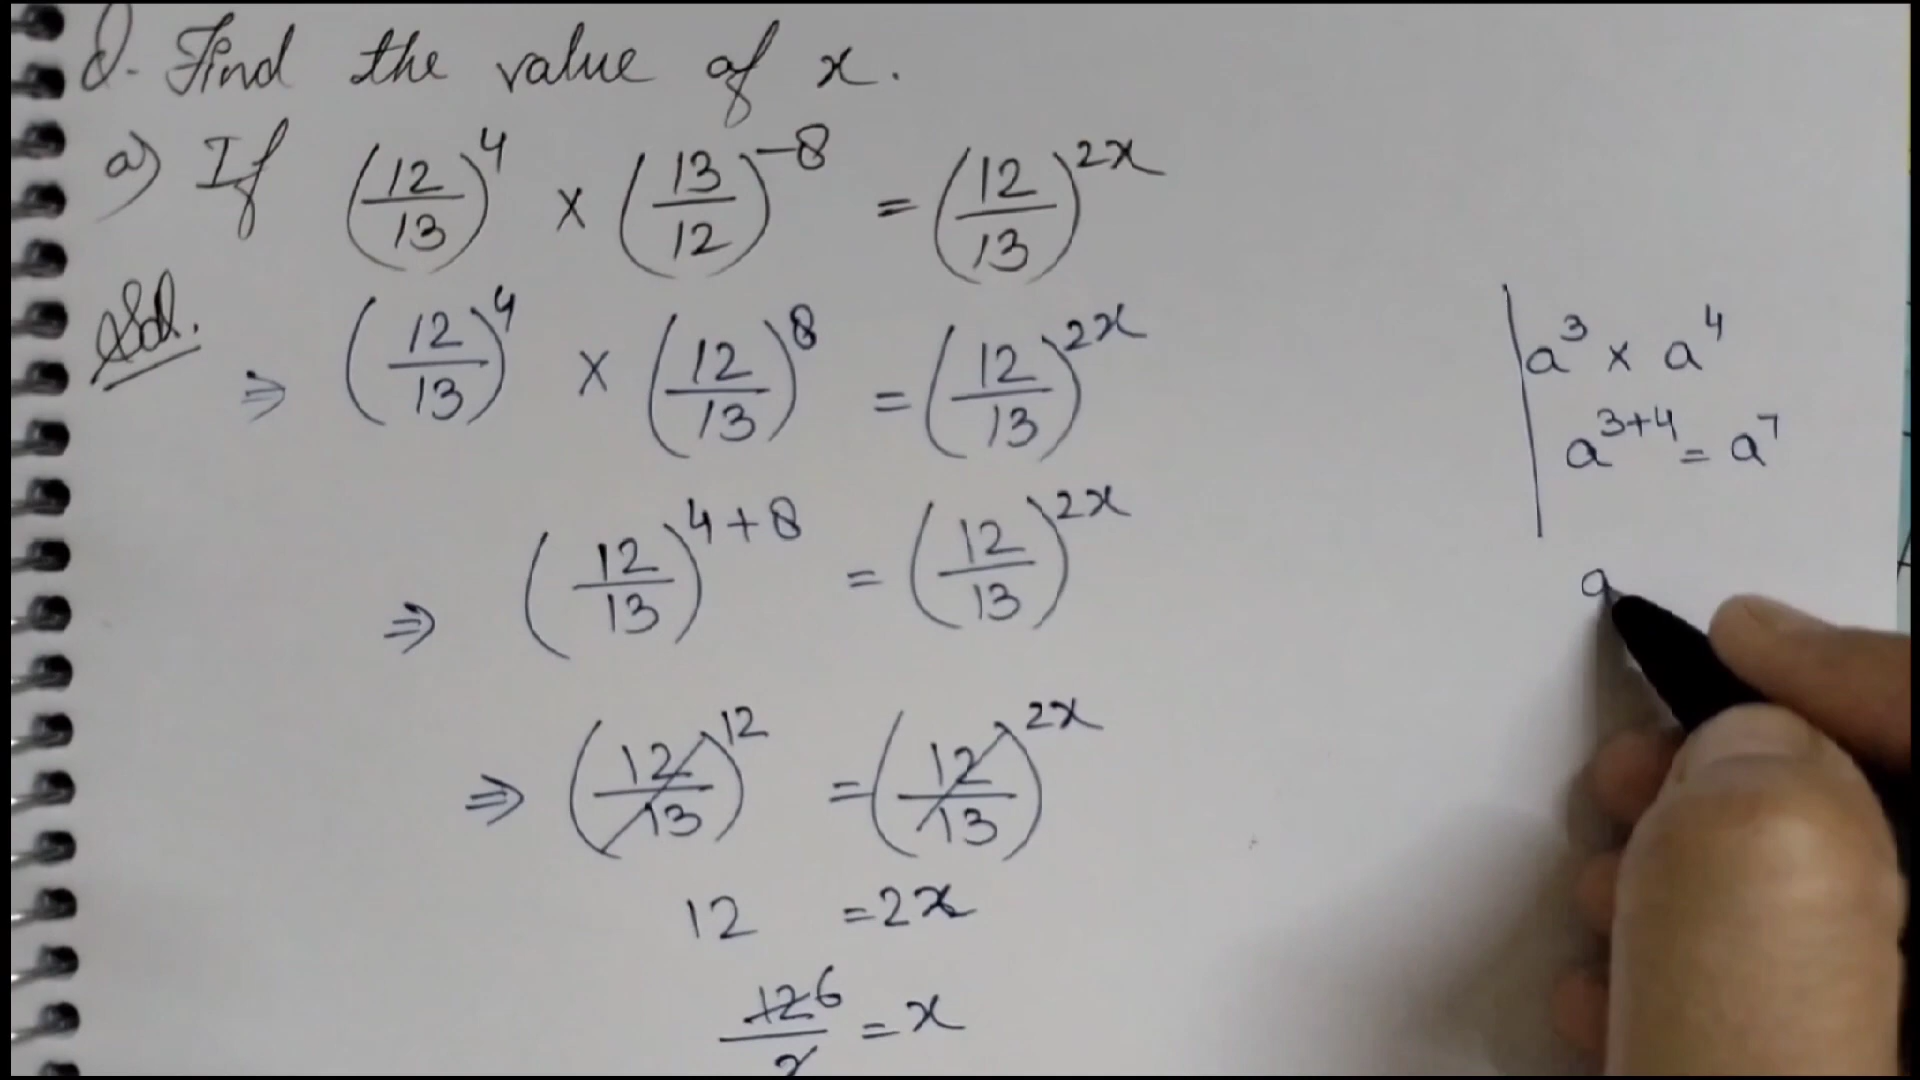 Q. Find the value of x.
a) If (12/13)^4 × (13/12)^-8 = (12/13)^2x
Sol.
⇒ (12/13)^4 × (12/13)^8 = (12/13)^2x
⇒ (12/13)^4+8 = (12/13)^2x
⇒ (12/13)^12 = (12/13)^2x
12 = 2x
12 6/2 = x
a^3 × a^4
a^3+4 = a^7
a